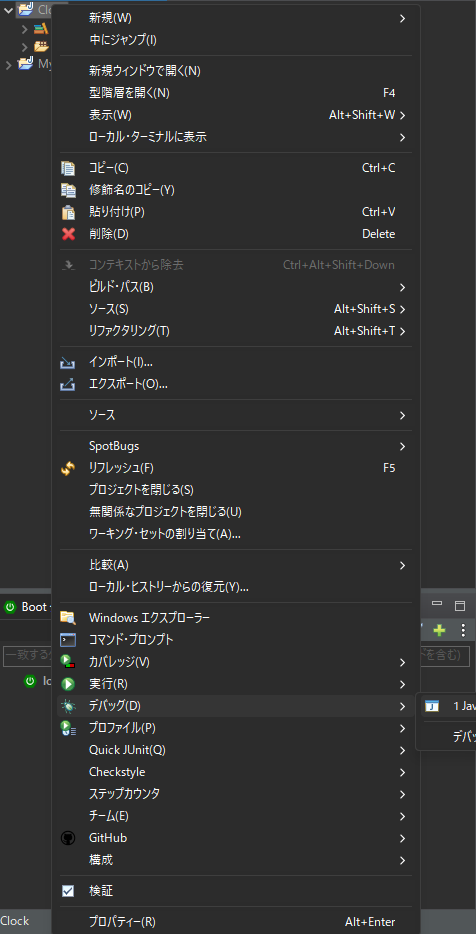 新規(W)
中にジャンプ(I)
My
新規ウィンドウで開く(N)
型階層を開く(N) F4
表示(W) Alt+Shift+W
ローカル・ターミナルに表示
コピー(C) Ctrl+C
修飾名のコピー(Y)
貼り付け(P) Ctrl+V
削除(D) Delete
コンテキストから除去 Ctrl+Alt+Shift+Down
ビルド・パス(B)
ソース(S) Alt+Shift+S
リファクタリング(T) Alt+Shift+T
インポート(I)...
エクスポート(O)...
ソース
SpotBugs
リフレッシュ(F) F5
プロジェクトを閉じる(S)
無関係なプロジェクトを閉じる(U)
ワーキング・セットの割り当て(A)...
比較(A)
ローカル・ヒストリーからの復元(Y)...
Boot
Windows エクスプローラー
コマンド・プロンプト
一致する
を含む)
カバレッジ(V)
実行(R)
デバッグ(D)
1 Jav
プロファイル(P)
デバッ
Quick JUnit(Q)
Checkstyle
ステップカウンタ
チーム(E)
GitHub
構成
検証
Clock
プロパティー(R) Alt+Enter